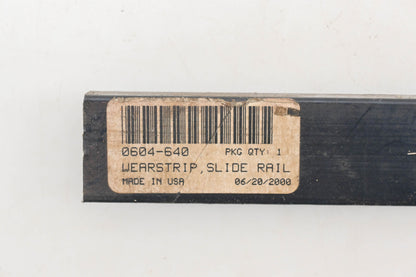 0604-640 PKG QTY: 1
WEARSTRIP,SLIDE RAIL
MADE IN USA 06/20/2000